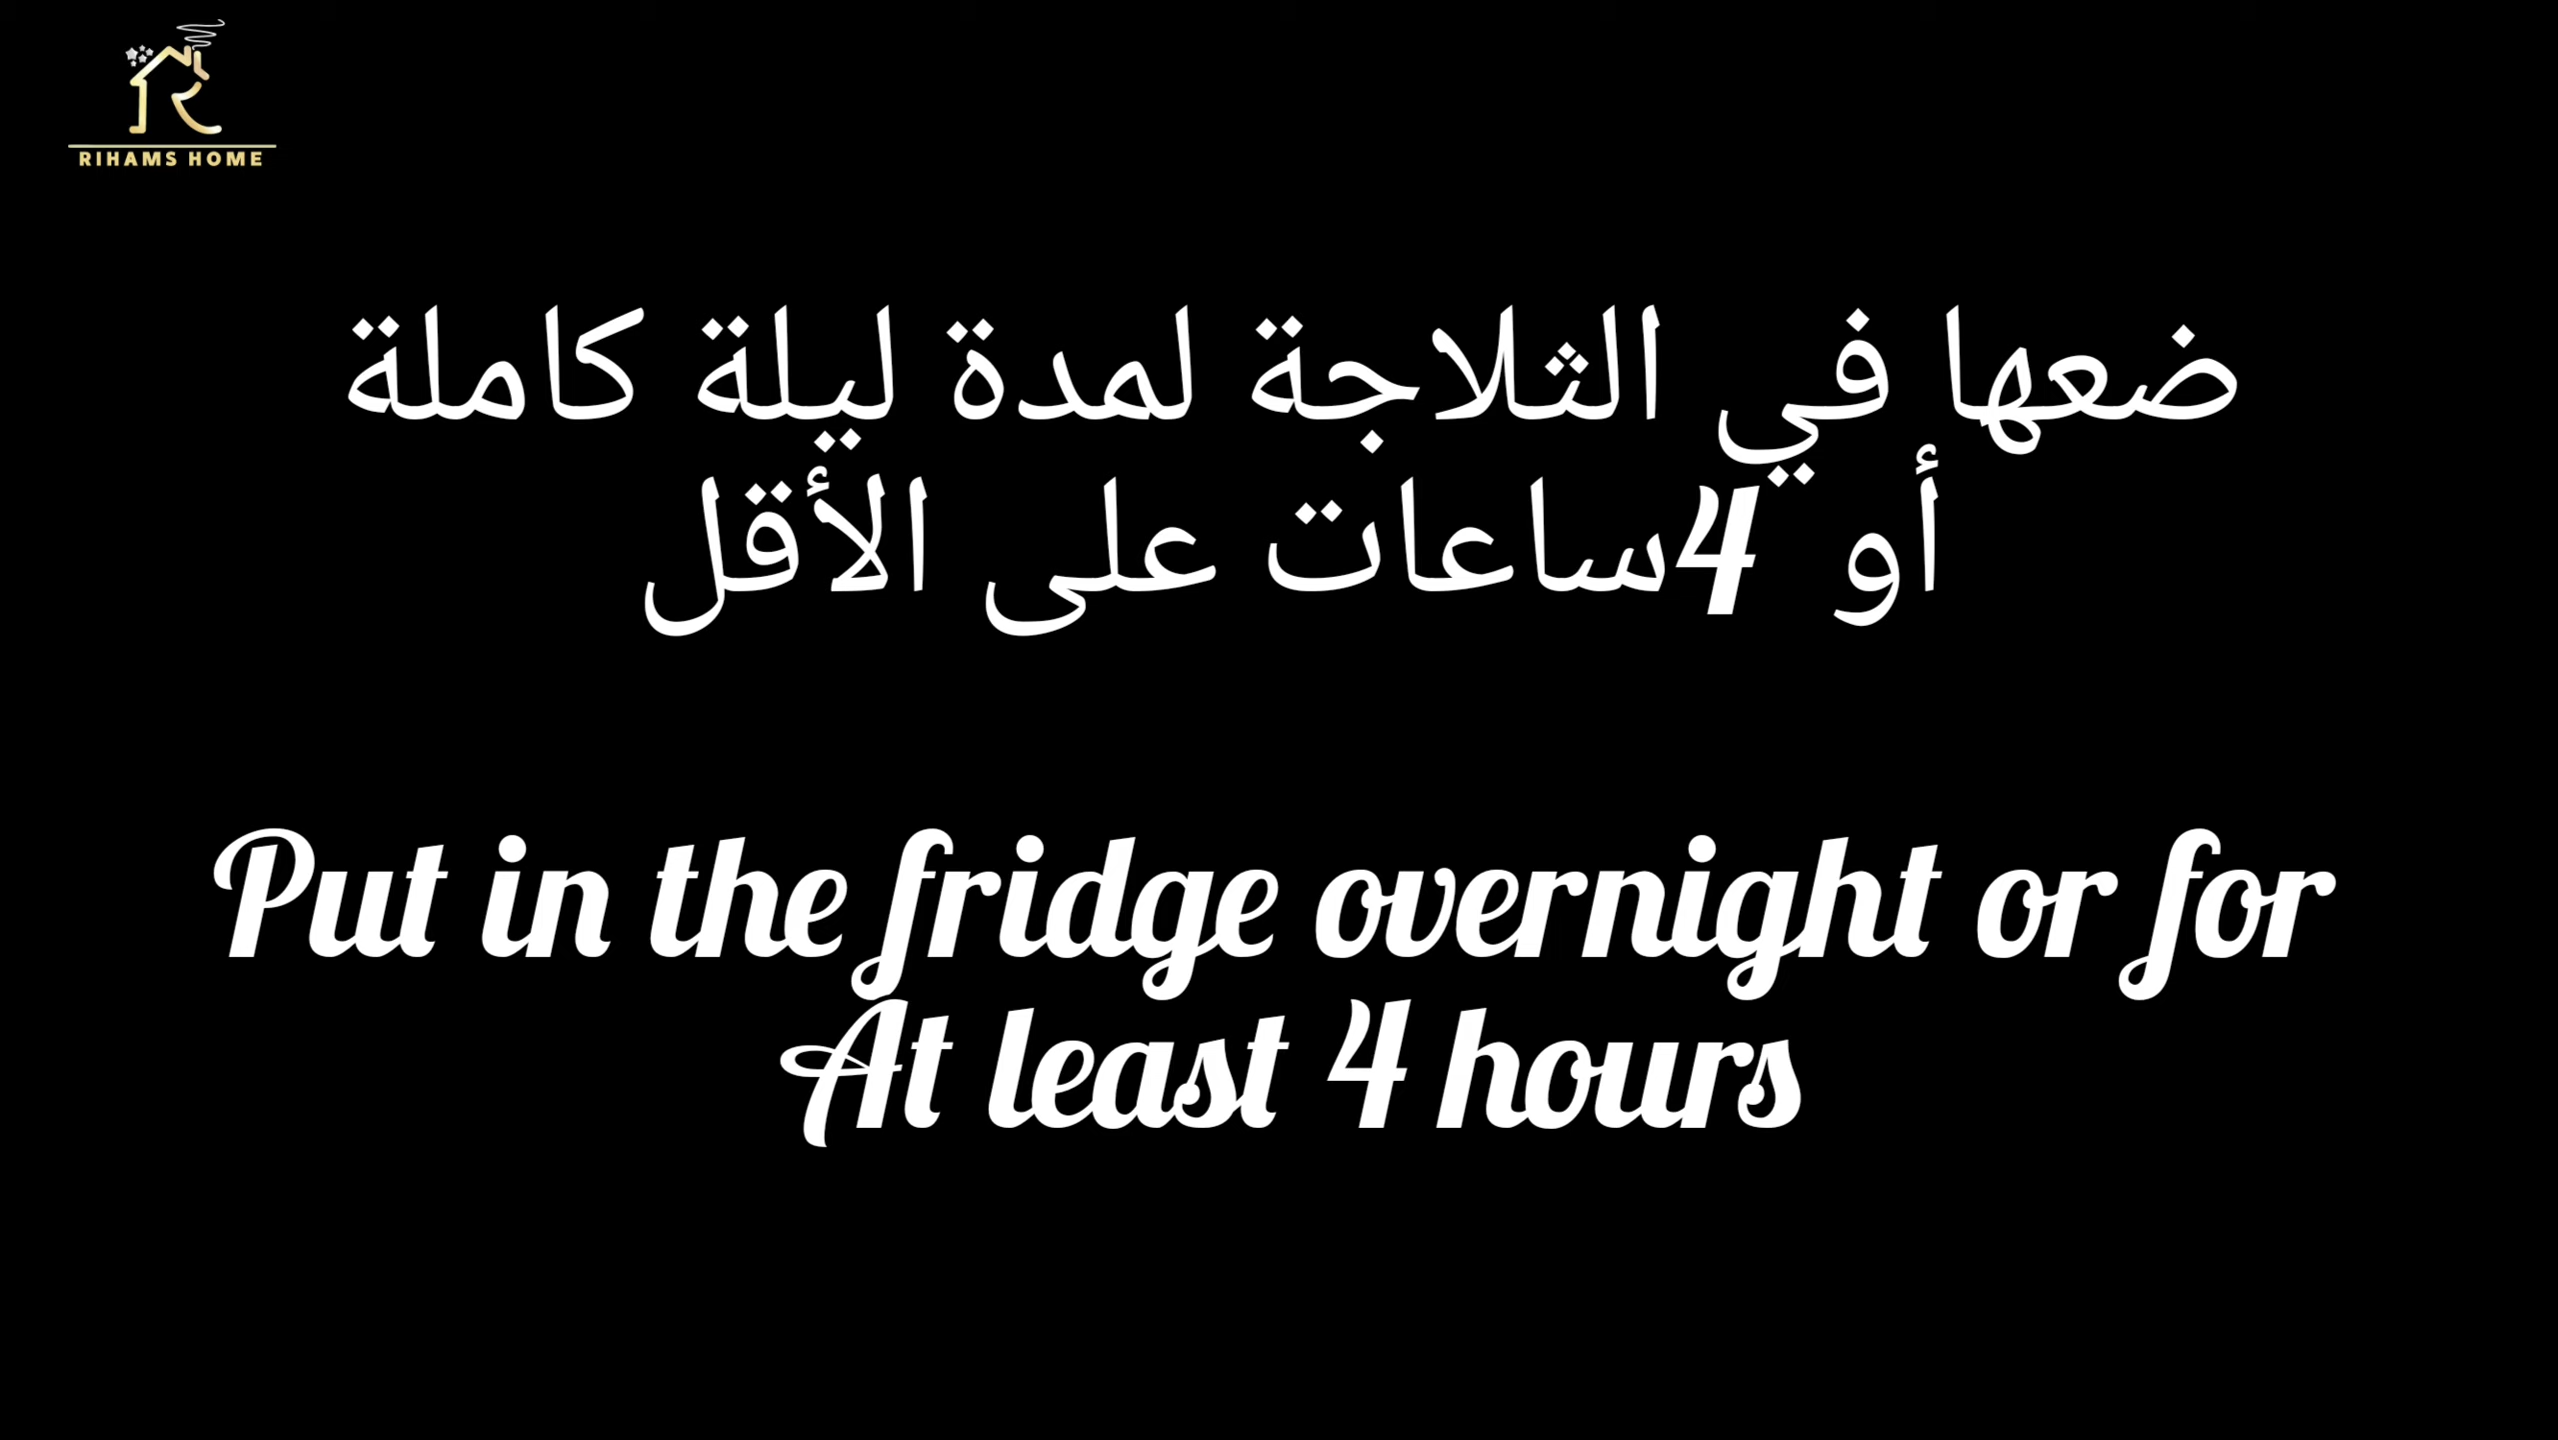 RIHAMS HOME
ضعها في الثلاجة لمدة ليلة كاملة
أو 4ساعات على الأقل
Put in the fridge overnight or for
At least 4 hours